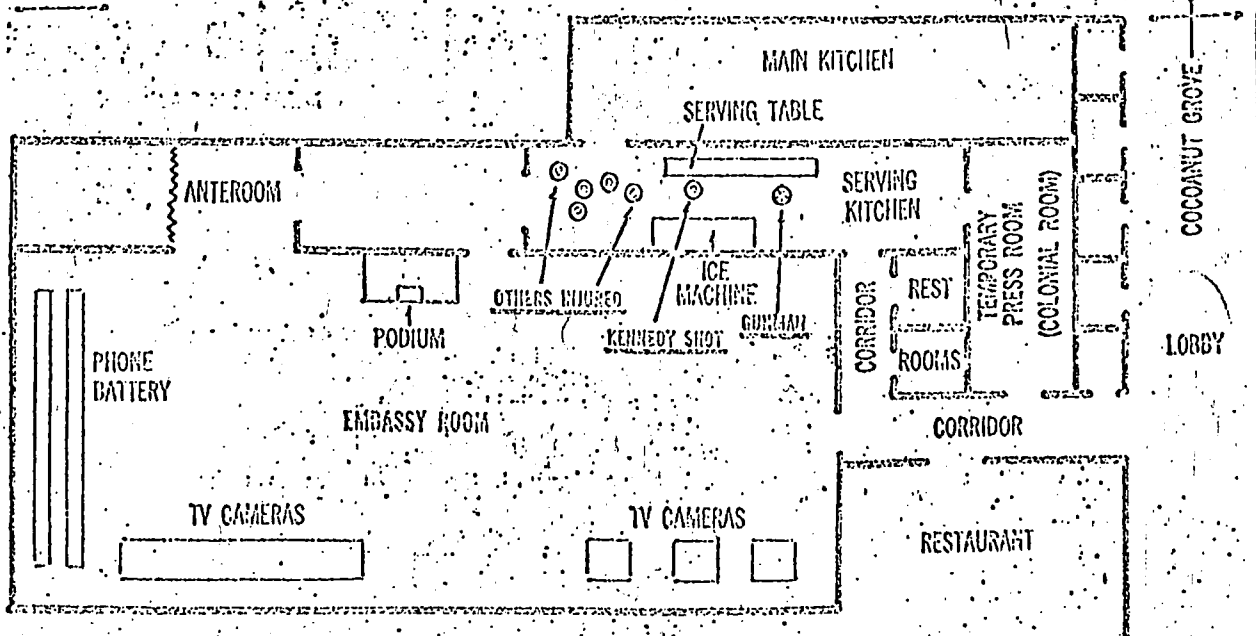 MAIN KITCHEN
SERVING TABLE
ANTEROOM
SERVING
KITCHEN
COCOANUT GROVE
TEMPORARY
PRESS ROOM
(COLONIAL ROOM)
ICE
MACHINE
OTHERS INJURED
KENNEDY SHOT
GUNMAN
PODIUM
CORRIDOR
REST
ROOMS
LOBBY
PHONE
BATTERY
EMBASSY ROOM
CORRIDOR
TV CAMERAS
TV CAMERAS
RESTAURANT